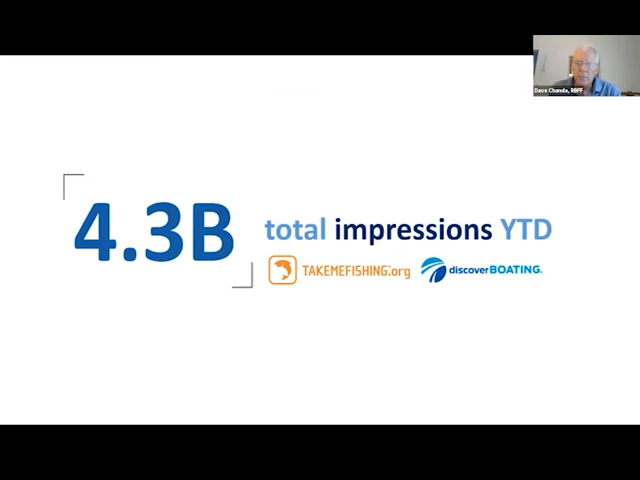 Dave Chanda, RBFF
4.3B
total impressions YTD
TAKEMEFISHING.org
discoverBOATING.